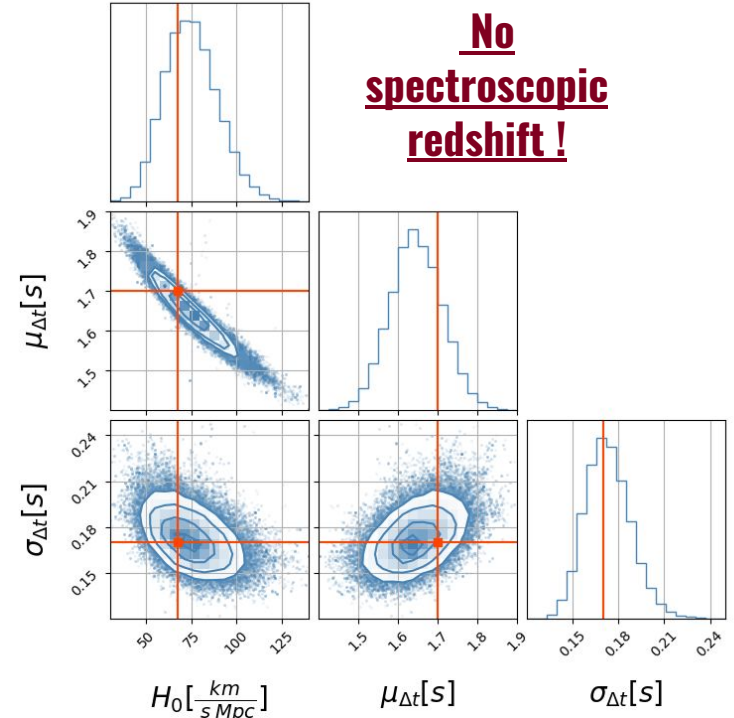 No
spectroscopic
redshift !
1.9
1.8
1.7
1.6
1.5
μΔt[s]
0.24
0.21
0.18
0.15
σΔt[s]
50 75 100 125
1.5 1.6 1.7 1.8 1.9
0.15 0.18 0.21 0.24
H₀[km/s Mpc] μΔt[s] σΔt[s]